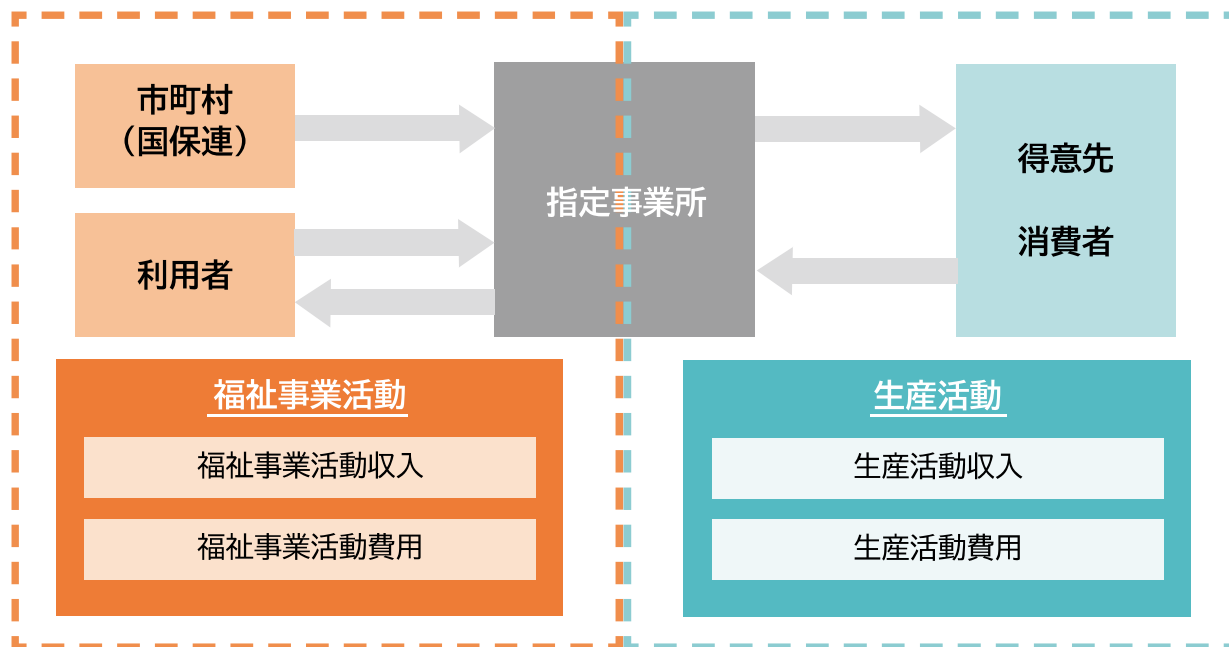 市町村
（国保連）
利用者
指定事業所
得意先
消費者
福祉事業活動
福祉事業活動収入
福祉事業活動費用
生産活動
生産活動収入
生産活動費用